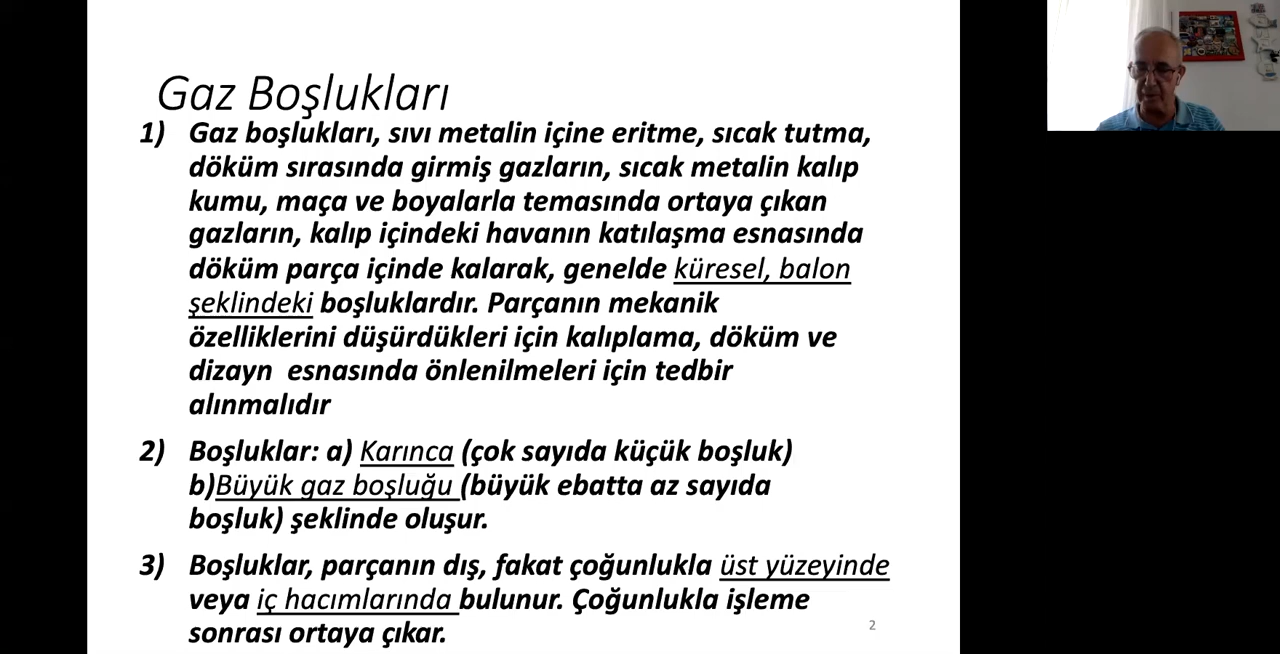 Gaz Boşlukları
1) Gaz boşlukları, sıvı metalin içine eritme, sıcak tutma,
döküm sırasında girmiş gazların, sıcak metalin kalıp
kumu, maça ve boyalarla temasında ortaya çıkan
gazların, kalıp içindeki havanın katılaşma esnasında
döküm parça içinde kalarak, genelde küresel, balon
şeklindeki boşluklardır. Parçanın mekanik
özelliklerini düşürdükleri için kalıplama, döküm ve
dizayn  esnasında önlenilmeleri için tedbir
alınmalıdır
2) Boşluklar: a) Karınca (çok sayıda küçük boşluk)
b)Büyük gaz boşluğu (büyük ebatta az sayıda
boşluk) şeklinde oluşur.
3) Boşluklar, parçanın dış, fakat çoğunlukla üst yüzeyinde
veya iç hacımlarında bulunur. Çoğunlukla işleme
sonrası ortaya çıkar.
2